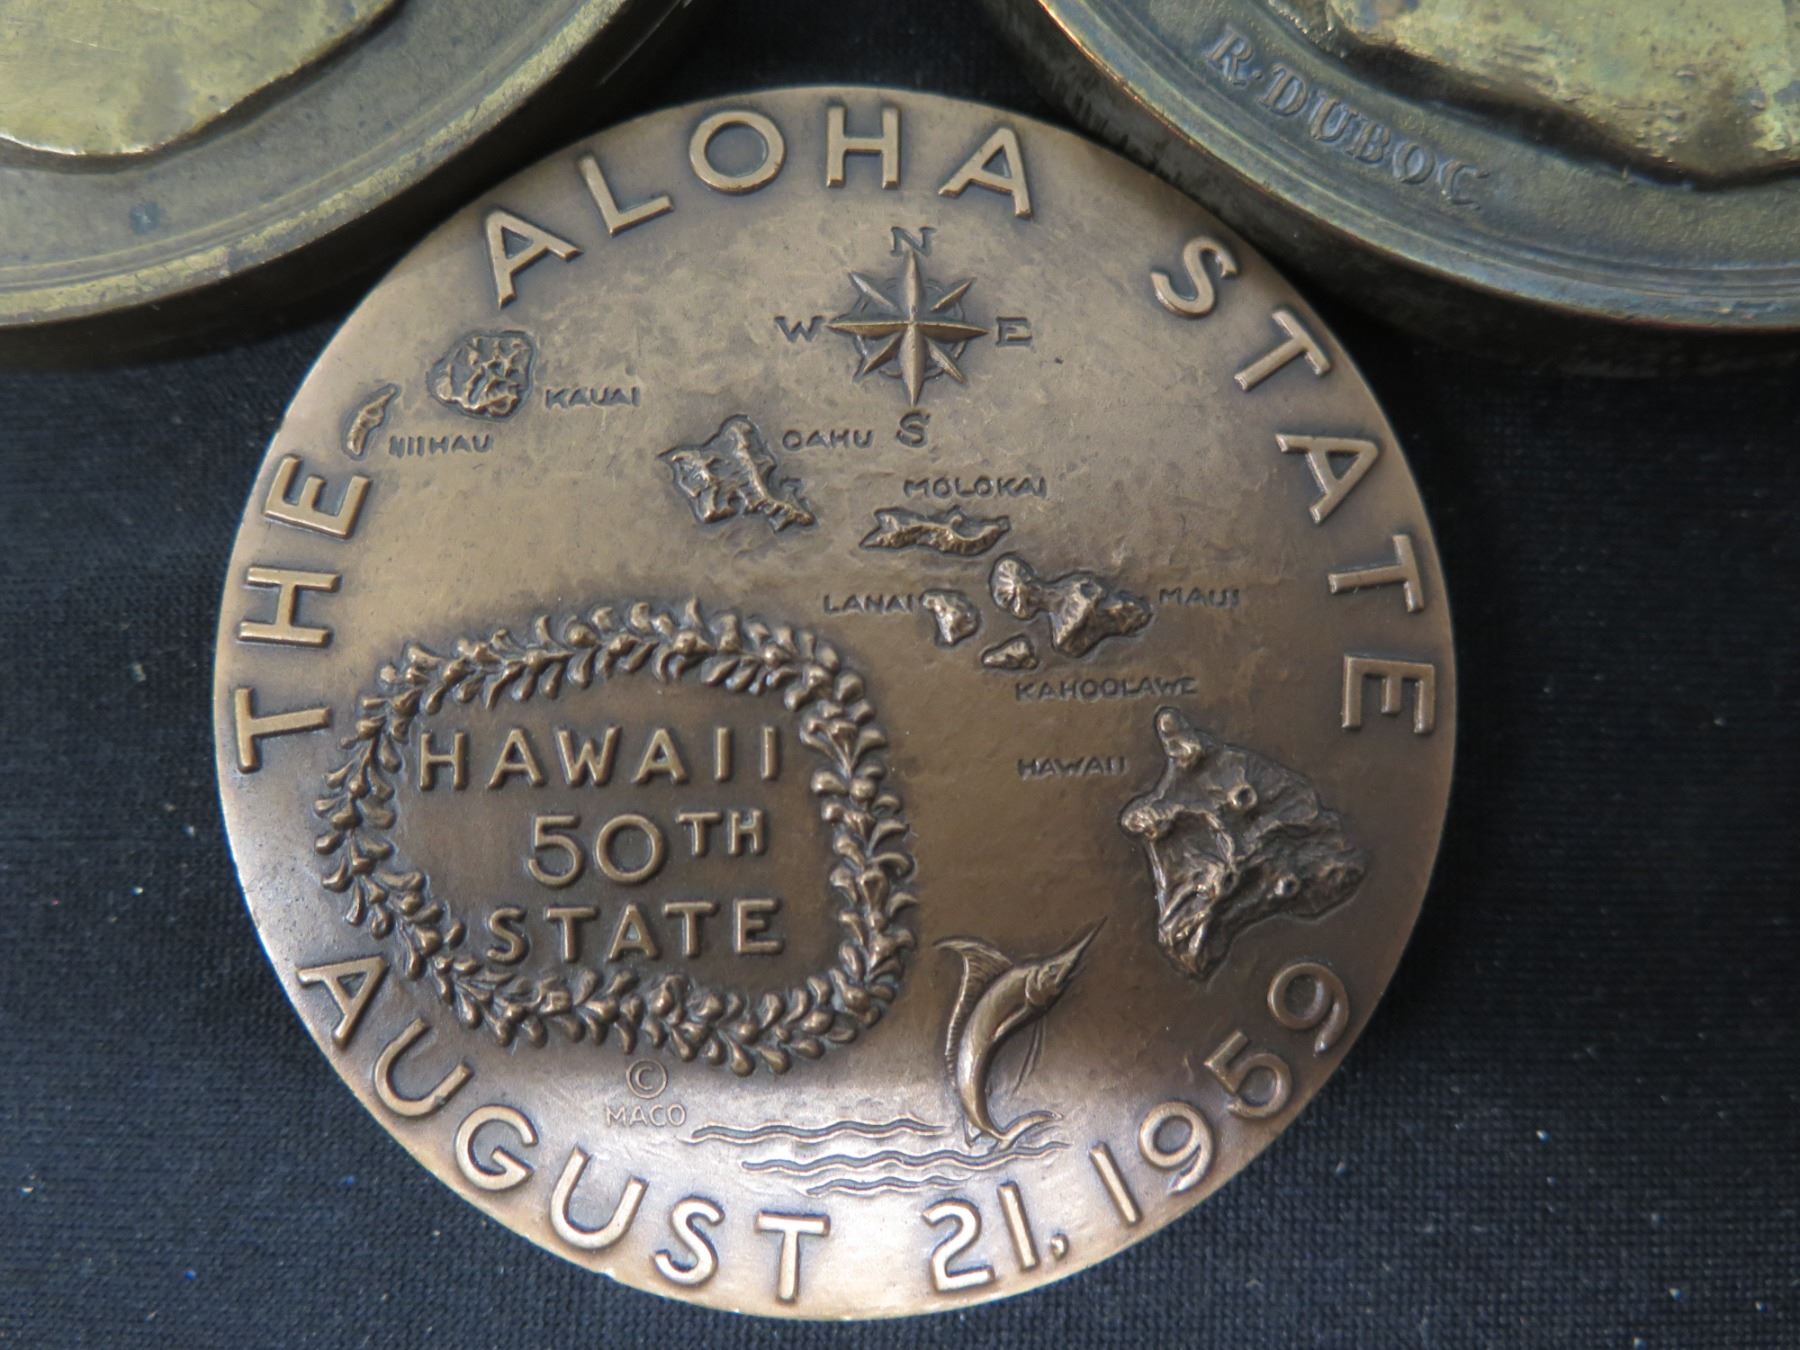 R·DUBOC
THE ALOHA STATE
N
W E
S
KAUAI
NIIHAU
OAHU
MOLOKAI
LANAI
MAUI
KAHOOLAWE
HAWAII
HAWAII
50TH
STATE
©
MACO
AUGUST 21, 1959